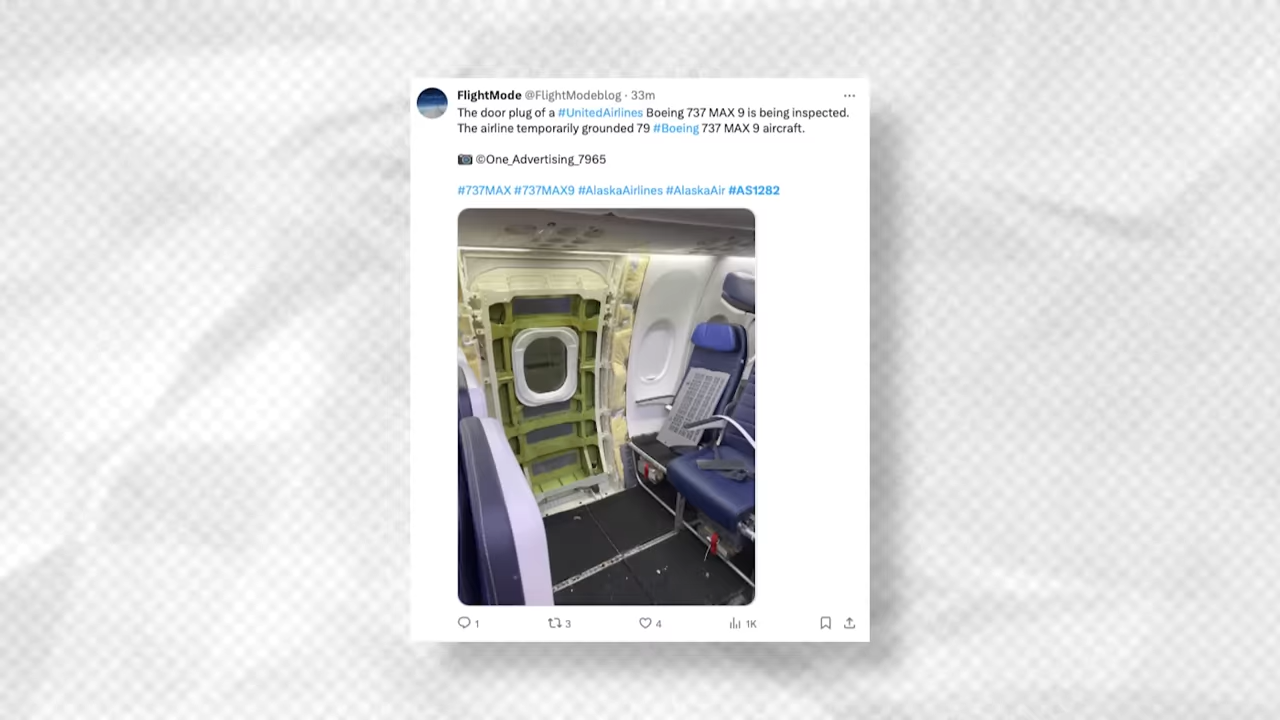 FlightMode @FlightModeblog · 33m
The door plug of a #UnitedAirlines Boeing 737 MAX 9 is being inspected.
The airline temporarily grounded 79 #Boeing 737 MAX 9 aircraft.
©One_Advertising_7965
#737MAX #737MAX9 #AlaskaAirlines #AlaskaAir #AS1282
1 3 4 1K